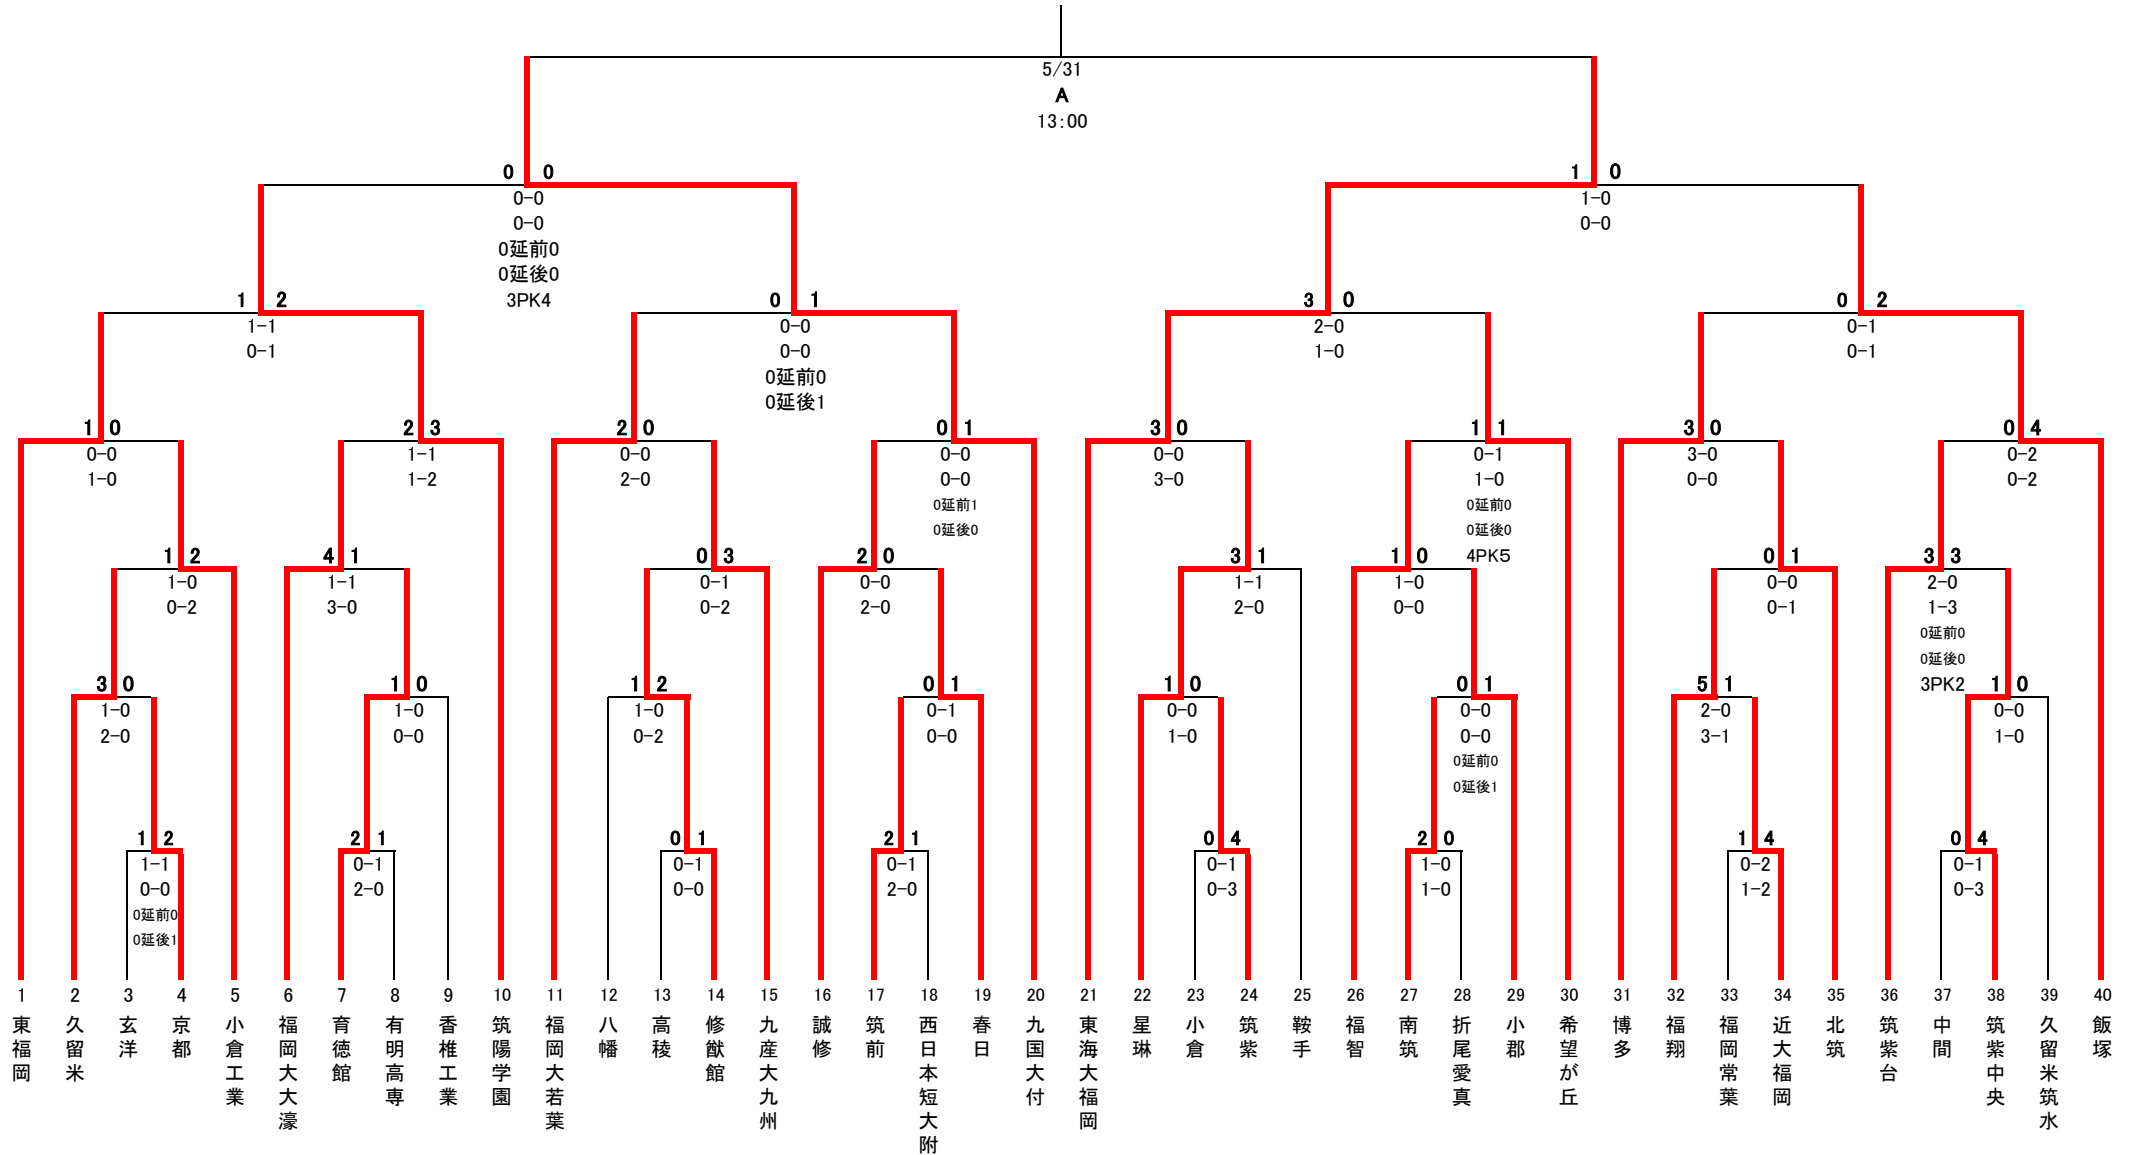 5/31
A
13:00
0 0
1 0
0-0
1-0
0-0
0-0
0延前0
0延後0
3PK4
1 2
0 1
3 0
0 2
1-1
0-0
2-0
0-1
0-1
0-0
1-0
0-1
0延前0
0延後1
1 0
2 3
2 0
0 1
3 0
1 1
3 0
0 4
0-0
1-1
0-0
0-0
0-0
0-1
3-0
0-2
1-0
1-2
2-0
0-0
3-0
1-0
0-0
0-2
0延前1
0延前0
0延後0
0延後0
4PK5
1 2
4 1
0 3
2 0
3 1
1 0
0 1
3 3
1-0
1-1
0-1
0-0
1-1
1-0
0-0
2-0
0-2
3-0
0-2
2-0
2-0
0-0
0-1
1-3
0延前0
0延後0
3PK2
3 0
1 0
1 2
0 1
1 0
0 1
5 1
1 0
1-0
1-0
1-0
0-1
0-0
0-0
2-0
0-0
2-0
0-0
0-2
0-0
1-0
0-0
3-1
1-0
0延前0
0延後1
1 2
2 1
0 1
2 1
0 4
2 0
1 4
0 4
1-1
0-1
0-1
0-1
0-1
1-0
0-2
0-1
0-0
2-0
0-0
2-0
0-3
1-0
1-2
0-3
0延前0
0延後1
1 東福岡
2 久留米
3 玄洋
4 京都
5 小倉工業
6 福岡大大濠
7 育徳館
8 有明高専
9 香椎工業
10 筑陽学園
11 福岡大若葉
12 八幡
13 高稜
14 修猷館
15 九産大九州
16 誠修
17 筑前
18 西日本短大附
19 春日
20 九国大付
21 東海大福岡
22 星琳
23 小倉
24 筑紫
25 鞍手
26 福智
27 南筑
28 折尾愛真
29 小郡
30 希望が丘
31 博多
32 福翔
33 福岡常葉
34 近大福岡
35 北筑
36 筑紫台
37 中間
38 筑紫中央
39 久留米筑水
40 飯塚